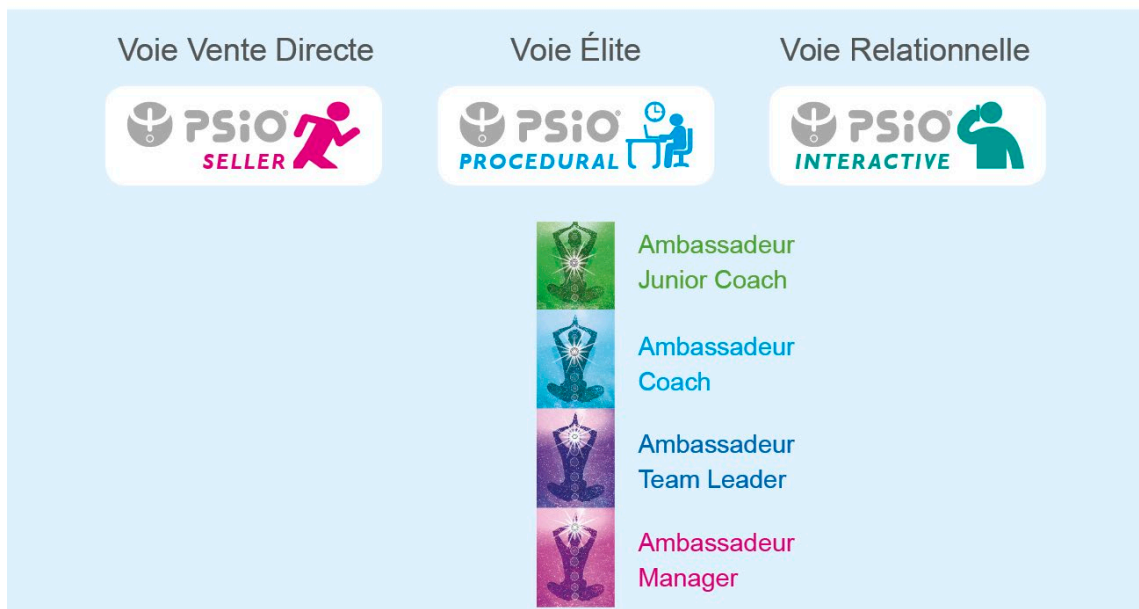 Voie Vente Directe
Voie Élite
Voie Relationnelle
PSiO®
SELLER
PSiO®
PROCEDURAL
PSiO®
INTERACTIVE
Ambassadeur
Junior Coach
Ambassadeur
Coach
Ambassadeur
Team Leader
Ambassadeur
Manager